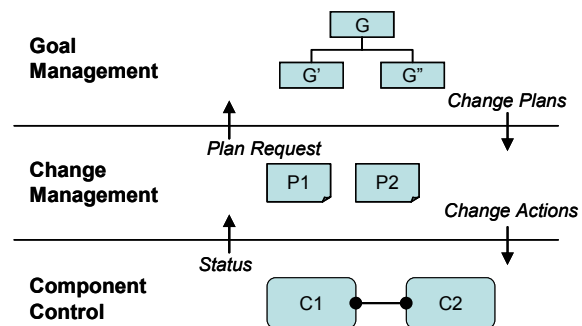 G
Goal
Management
G’ G”
Change Plans
Plan Request
Change
Management
P1 P2
Change Actions
Status
Component
Control
C1 C2